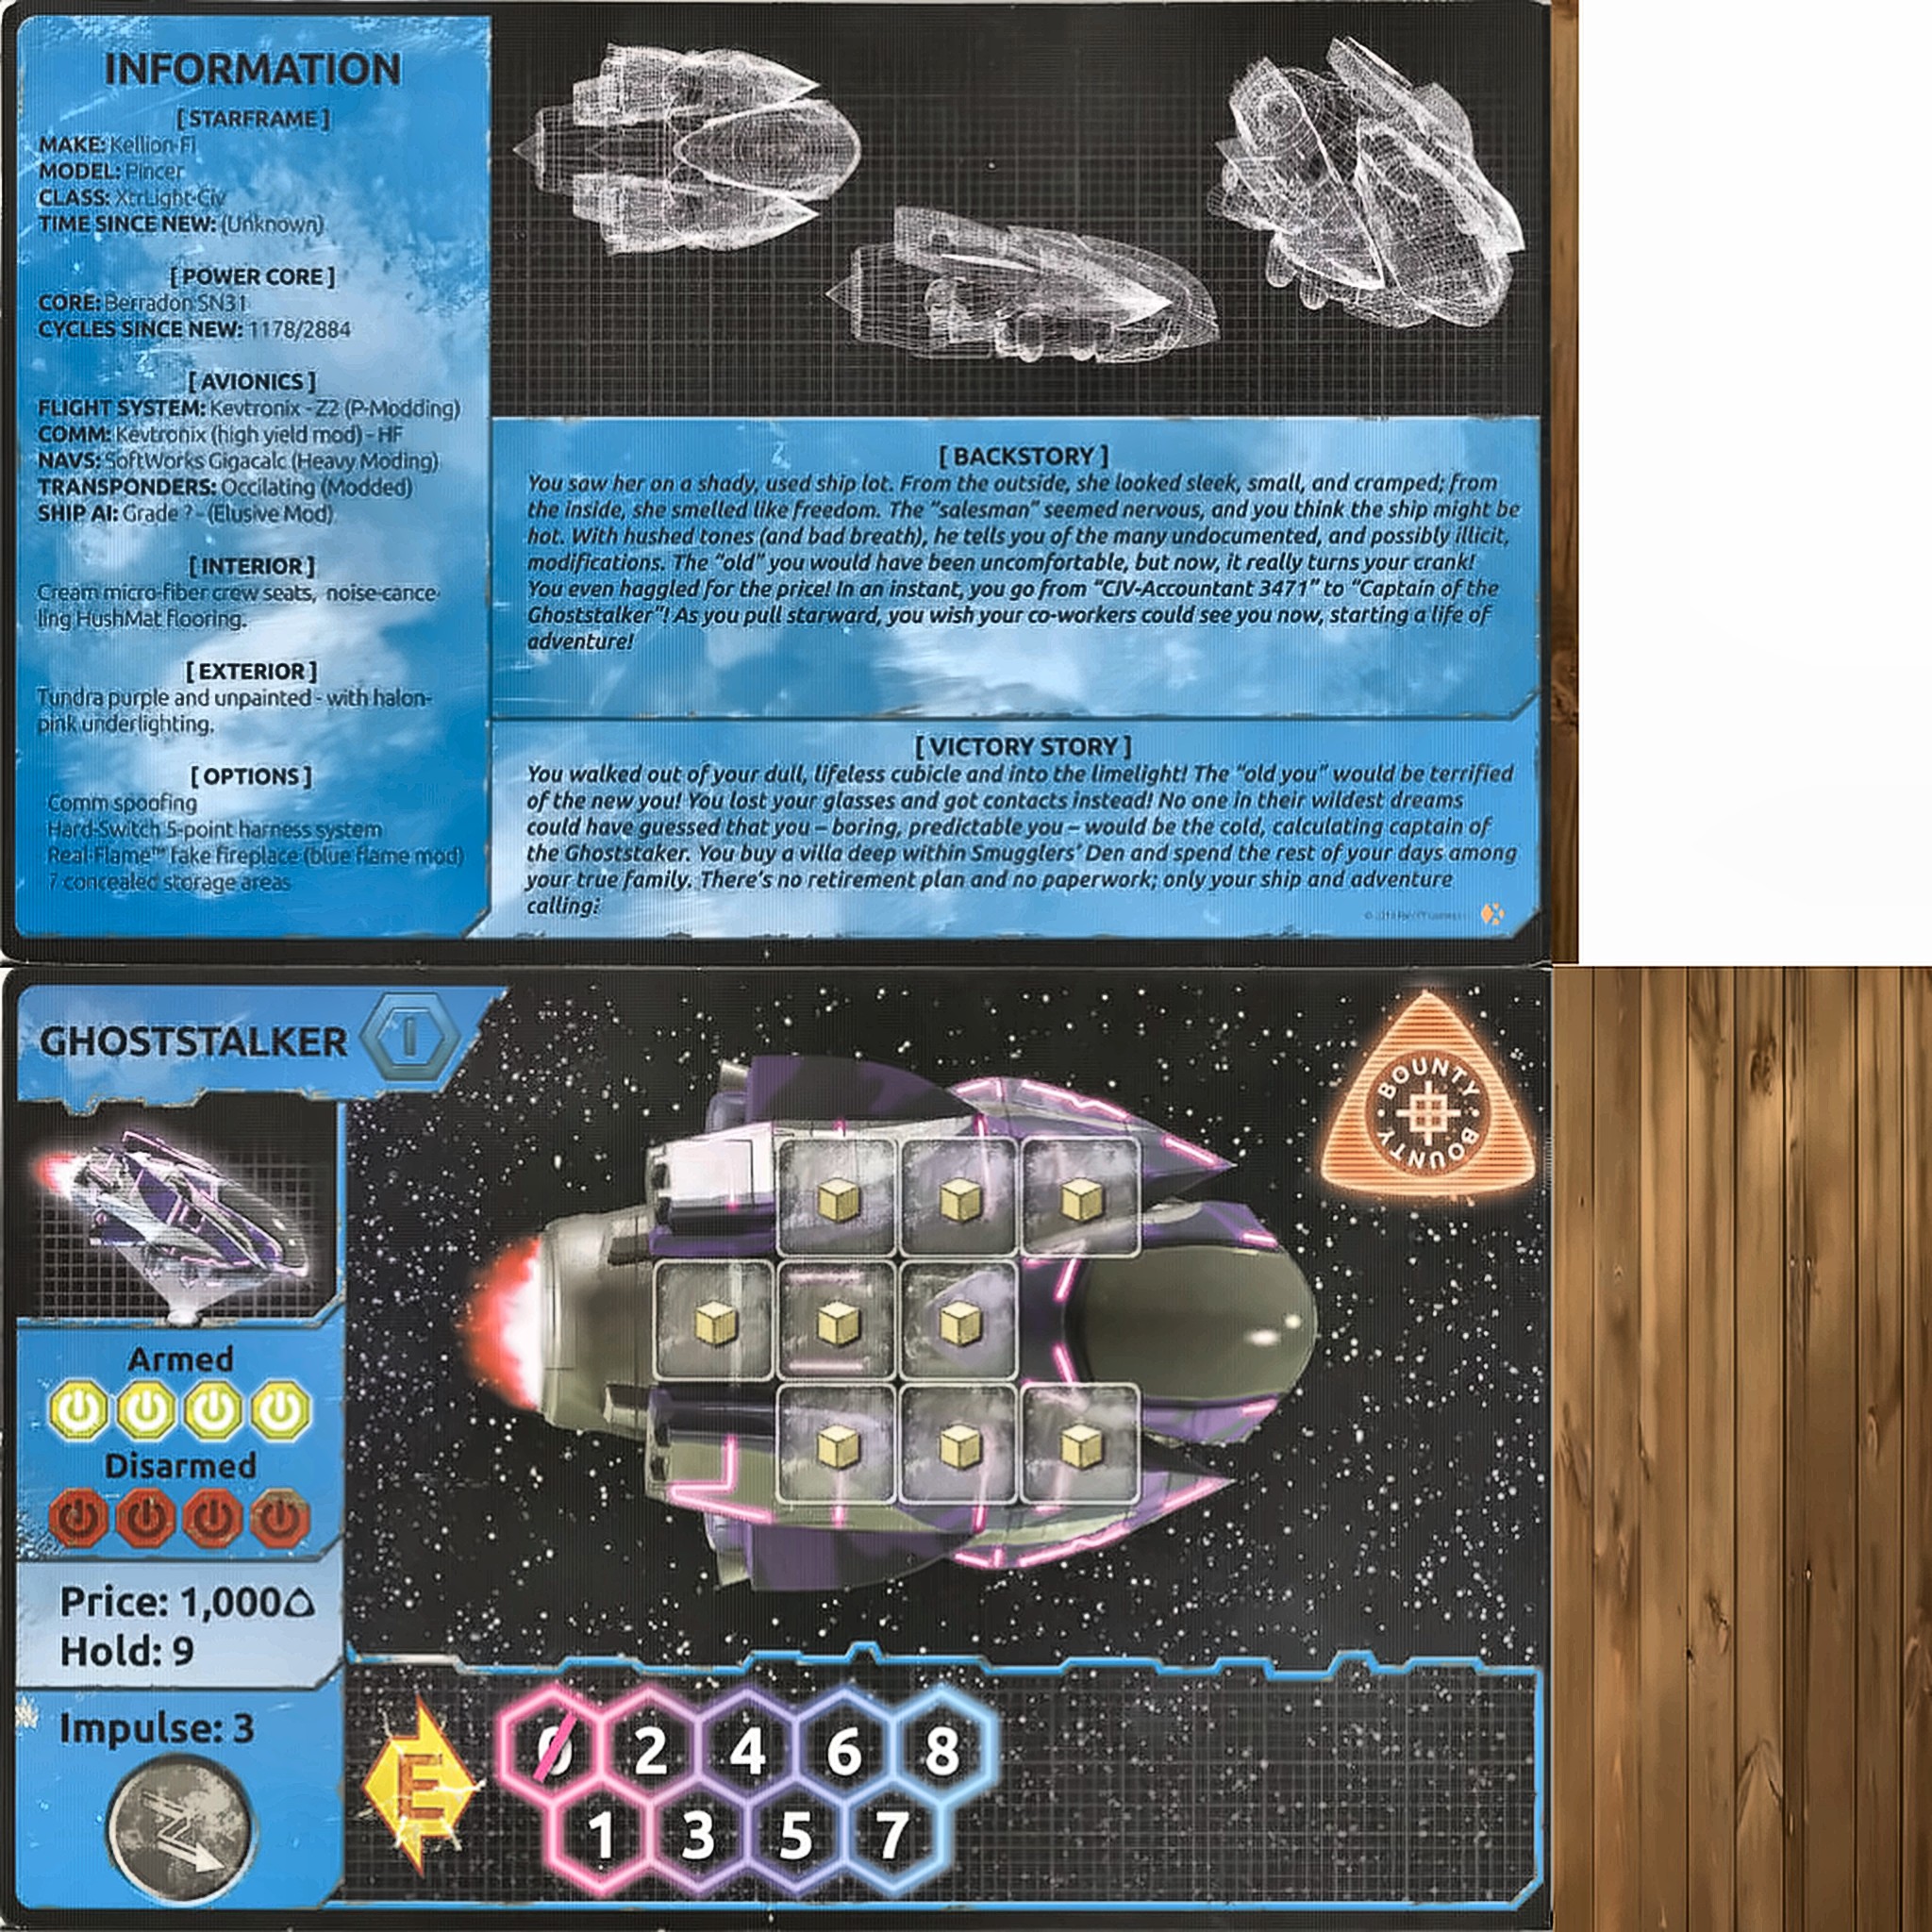 INFORMATION
[ STARFRAME ]
MAKE: Kellion-Fi
MODEL: Pincer
CLASS: XtrLight-Civ
TIME SINCE NEW: (Unknown)
[ POWER CORE ]
CORE: Berradon SN31
CYCLES SINCE NEW: 1178/2884
[ AVIONICS ]
FLIGHT SYSTEM: Kevtronix - Z2 (P-Modding)
COMM: Kevtronix (high yield mod) - HF
NAVS: SoftWorks Gigacalc (Heavy Moding)
TRANSPONDERS: Occilating (Modded)
SHIP AI: Grade ? - (Elusive Mod)
[ INTERIOR ]
Cream micro-fiber crew seats, noise-cance-
ling HushMat flooring.
[ EXTERIOR ]
Tundra purple and unpainted - with halon-
pink underlighting.
[ OPTIONS ]
Comm spoofing
Hard-Switch 5-point harness system
Real-Flame™ fake fireplace (blue flame mod)
7 concealed storage areas
[ BACKSTORY ]
You saw her on a shady, used ship lot. From the outside, she looked sleek, small, and cramped; from
the inside, she smelled like freedom. The “salesman” seemed nervous, and you think the ship might be
hot. With hushed tones (and bad breath), he tells you of the many undocumented, and possibly illicit,
modifications. The “old” you would have been uncomfortable, but now, it really turns your crank!
You even haggled for the price! In an instant, you go from “CIV-Accountant 3471” to “Captain of the
Ghoststalker”! As you pull starward, you wish your co-workers could see you now, starting a life of
adventure!
[ VICTORY STORY ]
You walked out of your dull, lifeless cubicle and into the limelight! The “old you” would be terrified
of the new you! You lost your glasses and got contacts instead! No one in their wildest dreams
could have guessed that you – boring, predictable you – would be the cold, calculating captain of
the Ghoststaker. You buy a villa deep within Smugglers’ Den and spend the rest of your days among
your true family. There’s no retirement plan and no paperwork; only your ship and adventure
calling.
GHOSTSTALKER I
BOUNTY
BOUNTY
Armed
Disarmed
Price: 1,000
Hold: 9
Impulse: 3
E
0 2 4 6 8
1 3 5 7